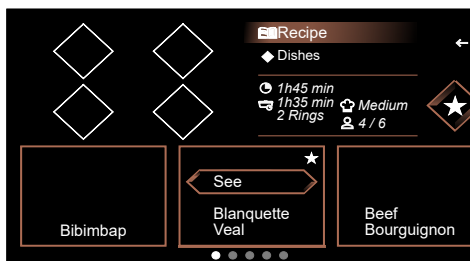 Recipe
Dishes
1h45 min
1h35 min
2 Rings
Medium
4 / 6
See
Bibimbap
Blanquette
Veal
Beef
Bourguignon